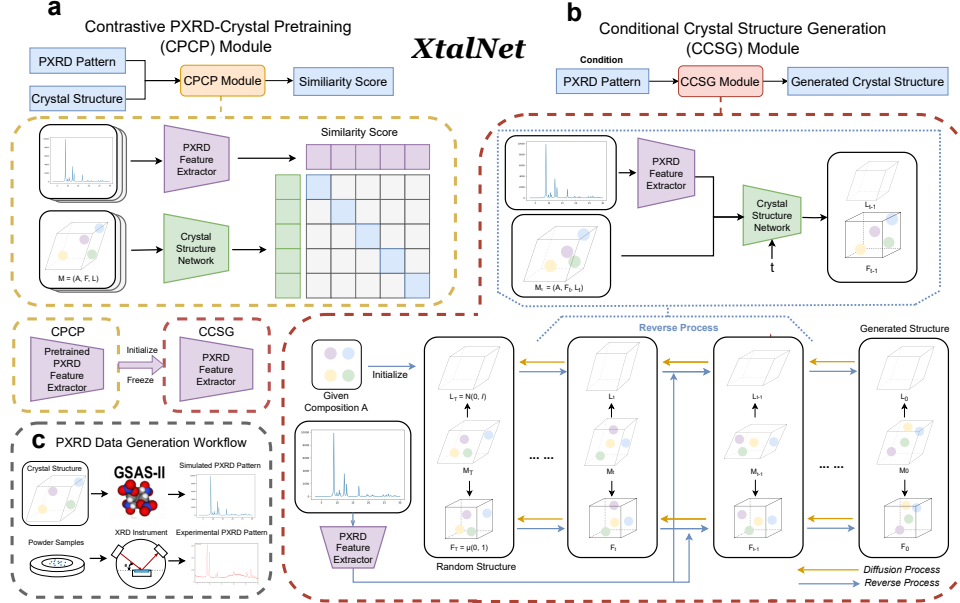 a
Contrastive PXRD-Crystal Pretraining
(CPCP) Module
XtalNet
b
Conditional Crystal Structure Generation
(CCSG) Module
PXRD Pattern
Crystal Structure
CPCP Module
Similiarity Score
Condition
PXRD Pattern
CCSG Module
Generated Crystal Structure
PXRD
Feature
Extractor
Similarity Score
M = (A, F, L)
Crystal
Structure
Network
PXRD
Feature
Extractor
Mt = (A, Ft, Lt)
Crystal
Structure
Network
t
Lt-1
Ft-1
CPCP
Pretrained
PXRD
Feature
Extractor
Initialize
Freeze
CCSG
PXRD
Feature
Extractor
Reverse Process
Generated Structure
Given
Composition A
Initialize
LT = N(0, I)
MT
FT = μ(0, 1)
Random Structure
... ...
Lt
Mt
Ft
Lt-1
Mt-1
Ft-1
... ...
L0
M0
F0
PXRD
Feature
Extractor
Diffusion Process
Reverse Process
c
PXRD Data Generation Workflow
Crystal Structure
GSAS-II
Simulated PXRD Pattern
Powder Samples
XRD Instrument
Experimental PXRD Pattern